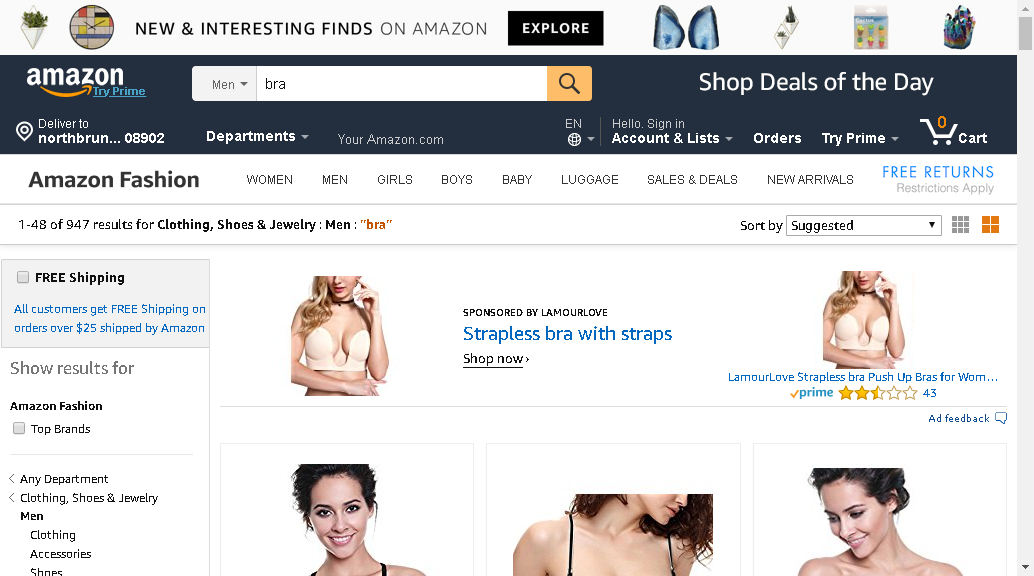 NEW & INTERESTING FINDS ON AMAZON EXPLORE
Cactus
amazon
Try Prime
Men bra
Shop Deals of the Day
Deliver to
northbrun... 08902
Departments
Your Amazon.com
EN
Hello. Sign in
Account & Lists
Orders
Try Prime
0
Cart
Amazon Fashion
WOMEN MEN GIRLS BOYS BABY LUGGAGE SALES & DEALS NEW ARRIVALS
FREE RETURNS
Restrictions Apply
1-48 of 947 results for Clothing, Shoes & Jewelry : Men : "bra"
Sort by Suggested
FREE Shipping
All customers get FREE Shipping on
orders over $25 shipped by Amazon
Show results for
Amazon Fashion
Top Brands
Any Department
Clothing, Shoes & Jewelry
Men
Clothing
Accessories
Shoes
SPONSORED BY LAMOURLOVE
Strapless bra with straps
Shop now ›
LamourLove Strapless bra Push Up Bras for Wom...
prime 43
Ad feedback